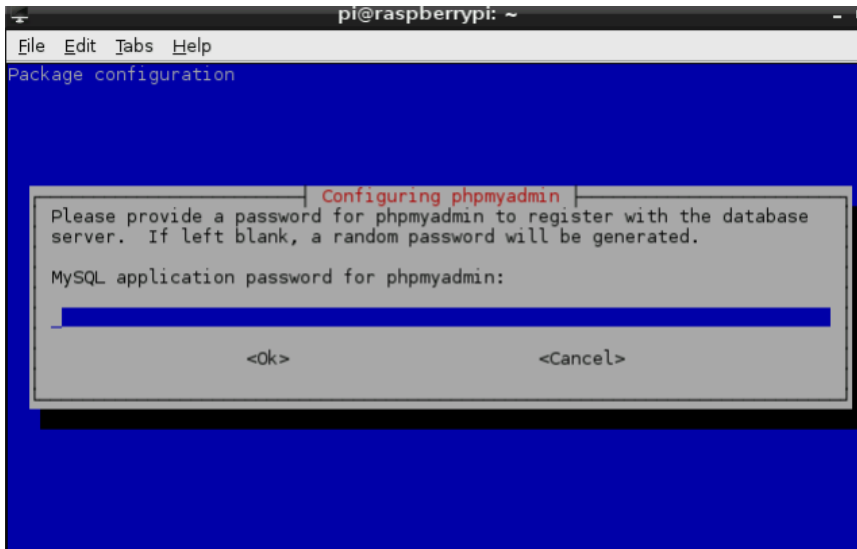 pi@raspberrypi: ~
File Edit Tabs Help
Package configuration
Configuring phpmyadmin
Please provide a password for phpmyadmin to register with the database
server.  If left blank, a random password will be generated.
MySQL application password for phpmyadmin:
<Ok> <Cancel>